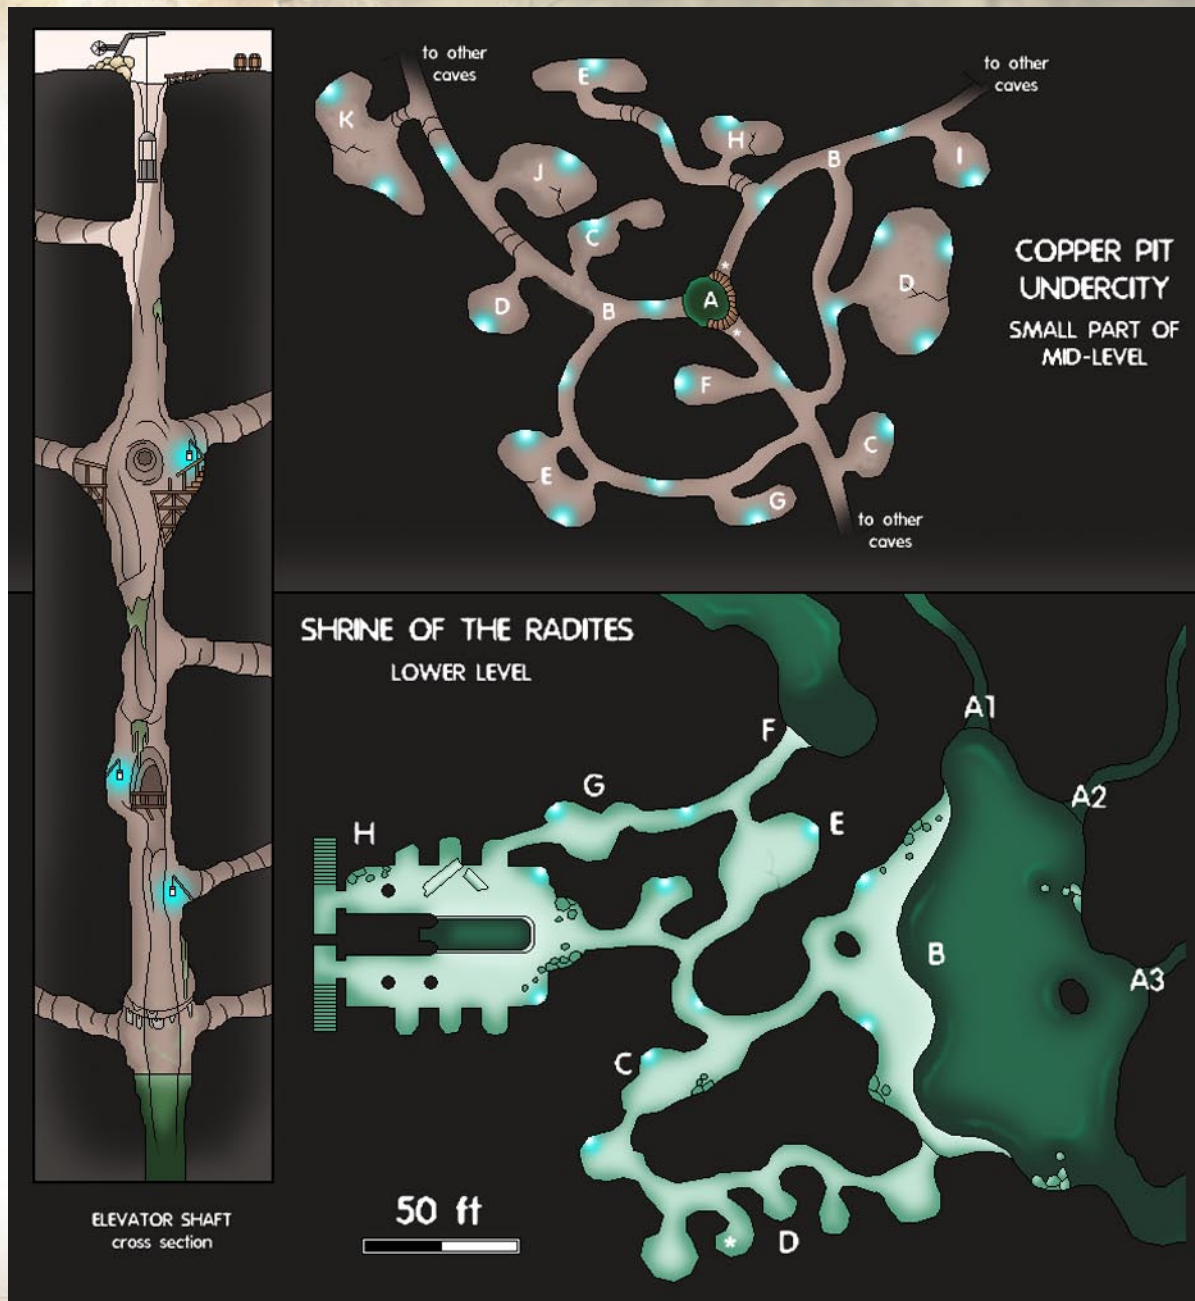 to other
caves
to other
caves
K
E
H
B
I
J
C
D
COPPER PIT
UNDERCITY
SMALL PART OF
MID-LEVEL
D
B
*
A
*
F
C
E
G
to other
caves
SHRINE OF THE RADITES
LOWER LEVEL
A1
F
G
A2
H
E
B
A3
C
D
*
50 ft
ELEVATOR SHAFT
cross section